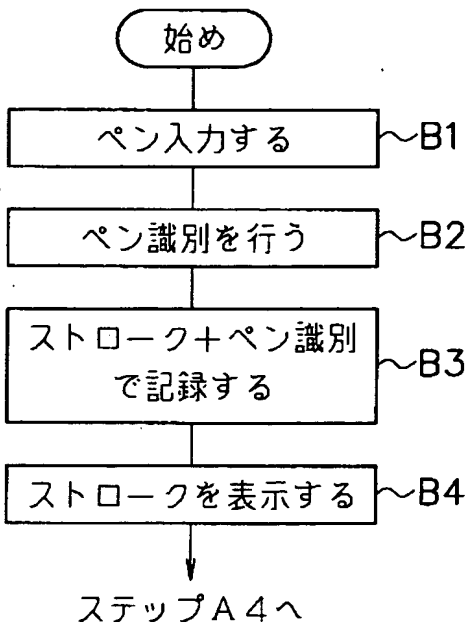 始め
ペン入力する
~B1
ペン識別を行う
~B2
ストローク+ペン識別
で記録する
~B3
ストロークを表示する
~B4
ステップA4へ